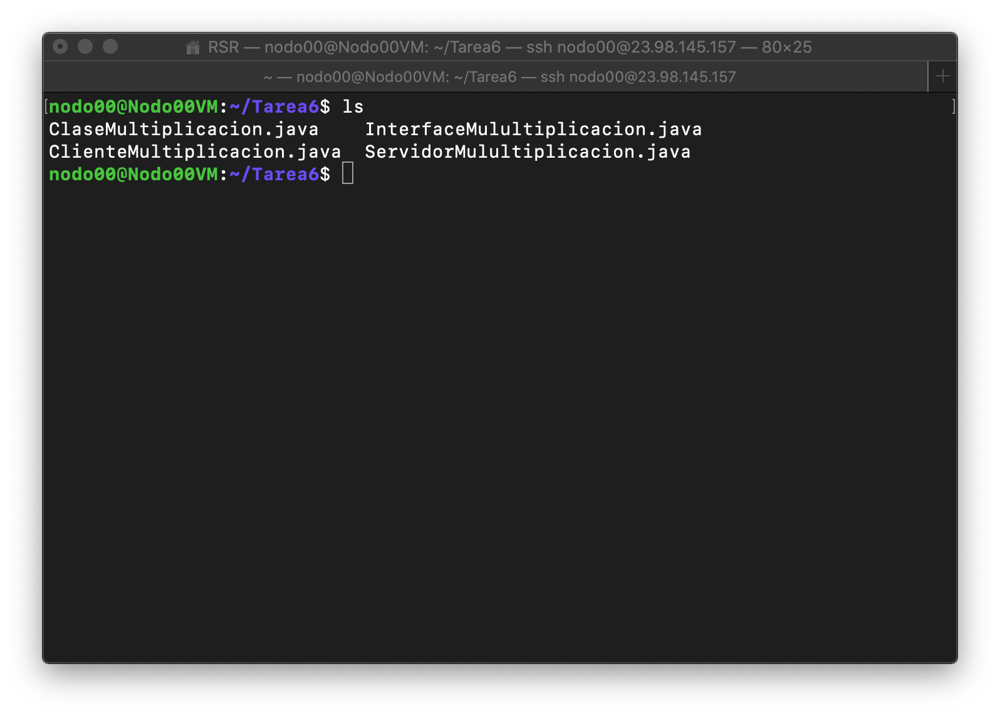 RSR — nodo00@Nodo00VM: ~/Tarea6 — ssh nodo00@23.98.145.157 — 80×25
~ — nodo00@Nodo00VM: ~/Tarea6 — ssh nodo00@23.98.145.157
[nodo00@Nodo00VM:~/Tarea6$ ls ]
ClaseMultiplicacion.java    InterfaceMulultiplicacion.java
ClienteMultiplicacion.java  ServidorMulultiplicacion.java
nodo00@Nodo00VM:~/Tarea6$